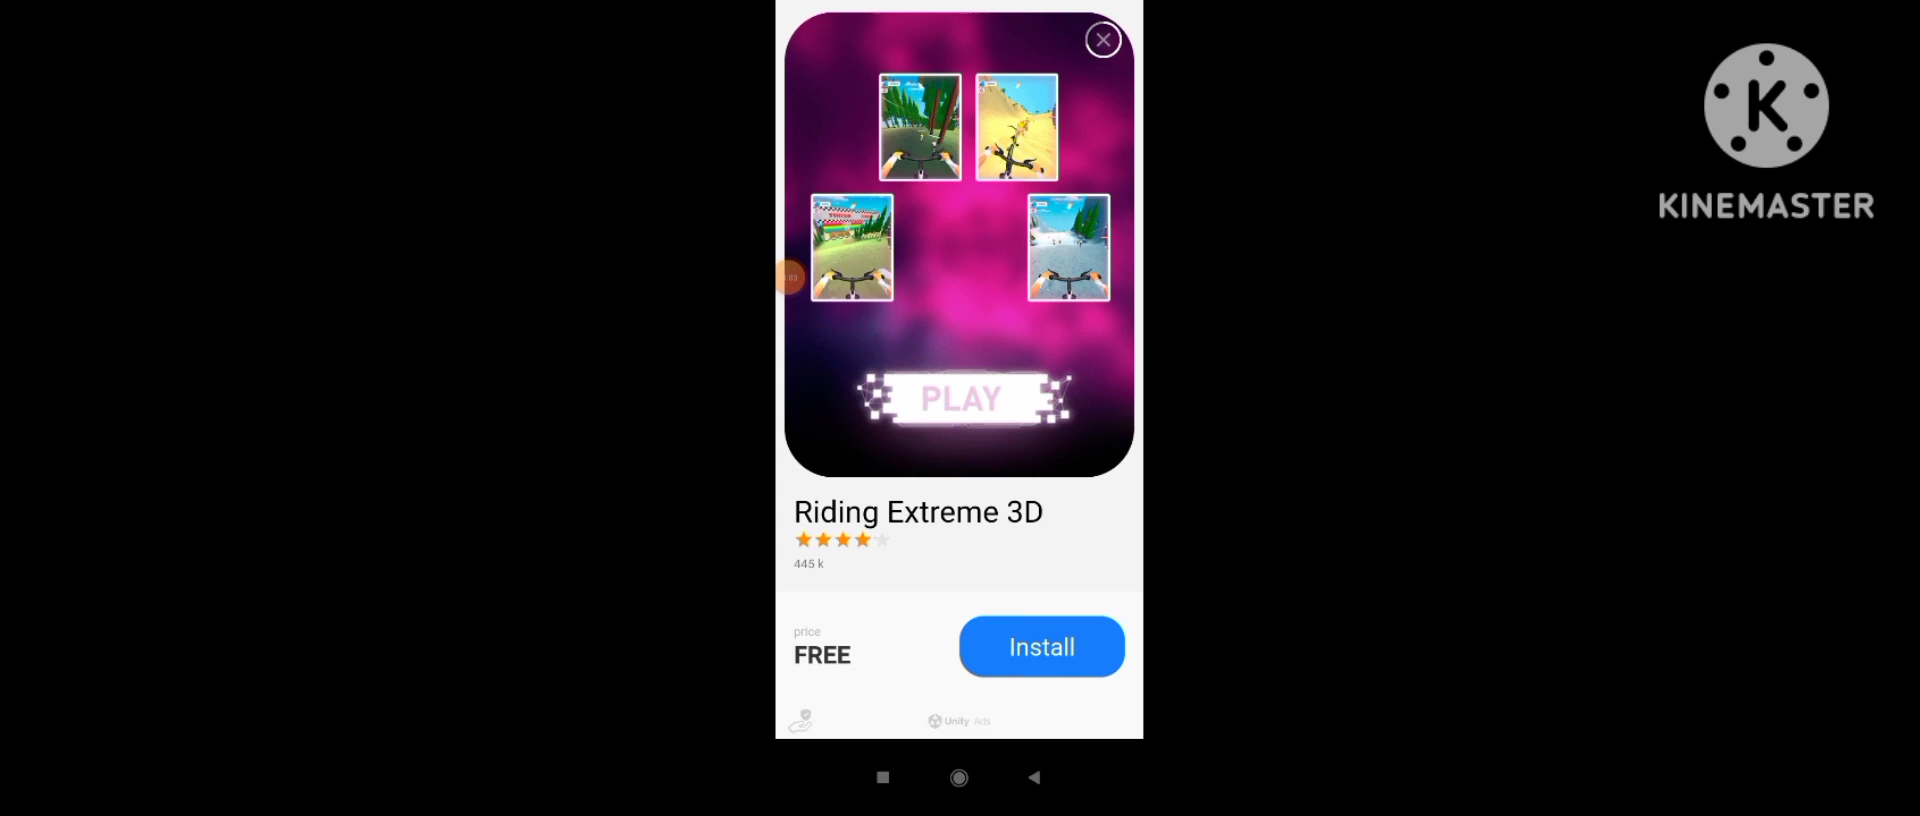 K
KINEMASTER
PLAY
Riding Extreme 3D
445 k
price
FREE
Install
Unity Ads